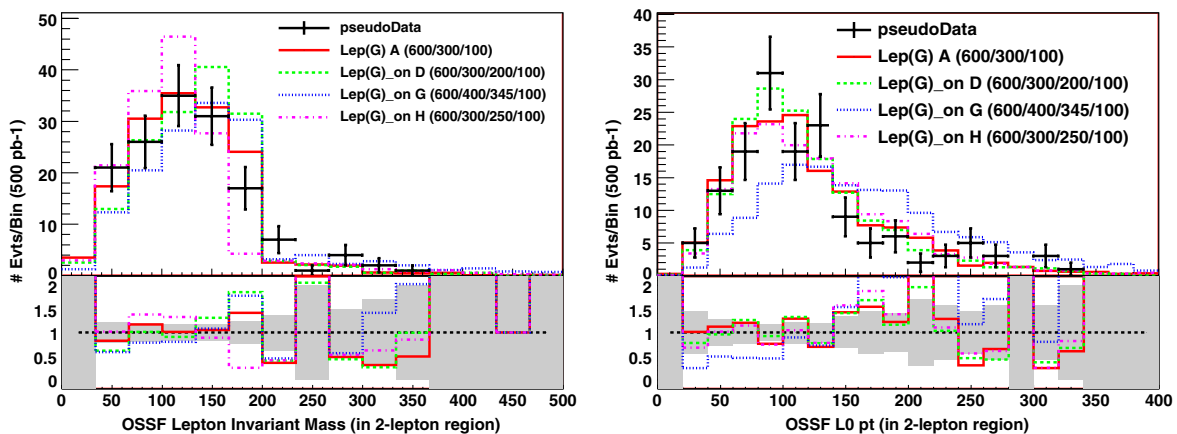 # Evts/Bin (500 pb-1)
50
40
30
20
10
0
pseudoData
Lep(G) A (600/300/100)
Lep(G)_on D (600/300/200/100)
Lep(G)_on G (600/400/345/100)
Lep(G)_on H (600/300/250/100)
2
1.5
1
0.5
0
0 50 100 150 200 250 300 350 400 450 500
OSSF Lepton Invariant Mass (in 2-lepton region)
# Evts/Bin (500 pb-1)
40
35
30
25
20
15
10
5
0
pseudoData
Lep(G) A (600/300/100)
Lep(G)_on D (600/300/200/100)
Lep(G)_on G (600/400/345/100)
Lep(G)_on H (600/300/250/100)
2
1.5
1
0.5
0
0 50 100 150 200 250 300 350 400
OSSF L0 pt (in 2-lepton region)